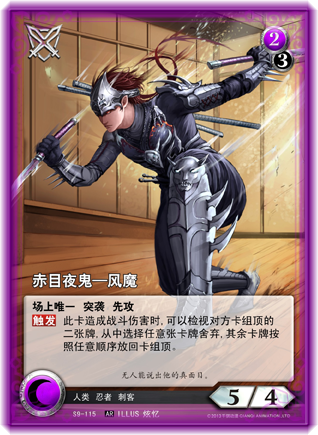 2
3
赤目夜鬼—风魔
场上唯一 突袭 先攻
触发 此卡造成战斗伤害时,可以检视对方卡组顶的
二张牌,从中选择任意张卡牌舍弃,其余卡牌按
照任意顺序放回卡组顶。
无人能说出他的真面目。
人类 忍者 刺客
5/4
S9-115 AR ILLUS 炫忆